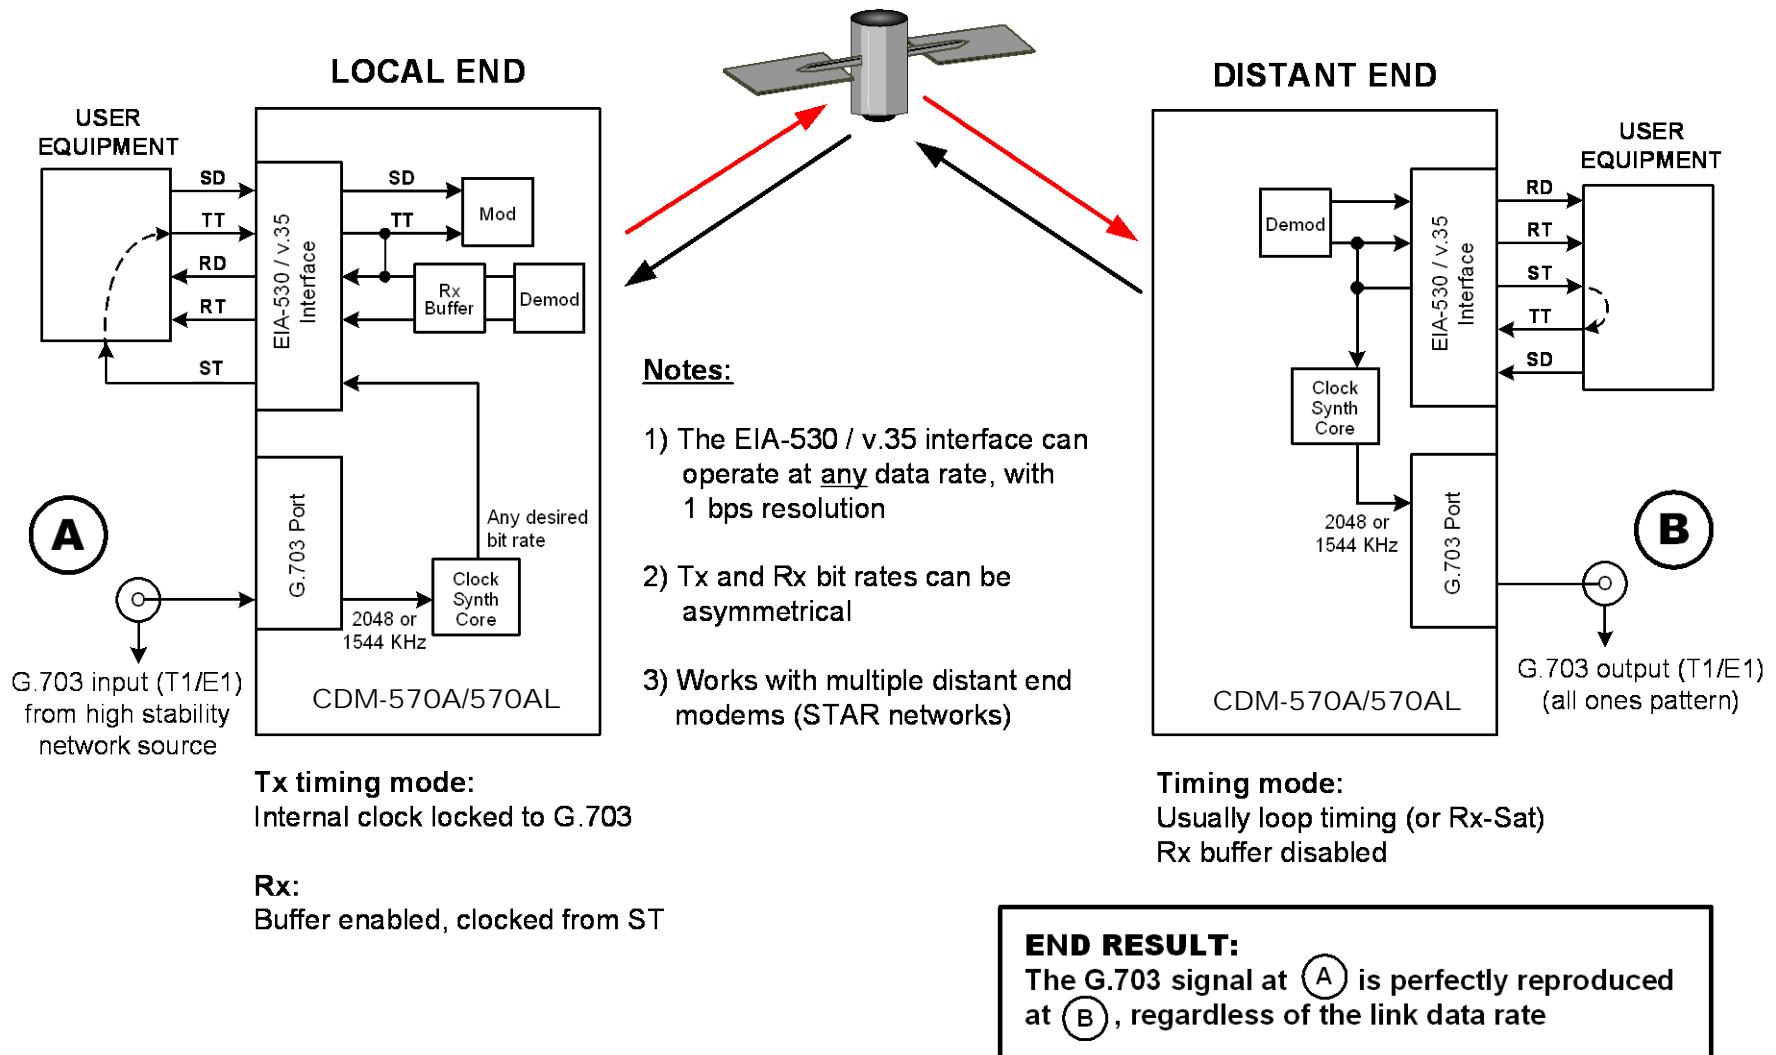 LOCAL END
DISTANT END
USER
EQUIPMENT
SD
TT
RD
RT
ST
EIA-530 / v.35
Interface
SD
TT
Mod
Rx
Buffer
Demod
A
G.703 Port
Any desired
bit rate
Clock
Synth
Core
2048 or
1544 KHz
G.703 input (T1/E1)
from high stability
network source
CDM-570A/570AL
Tx timing mode:
Internal clock locked to G.703
Rx:
Buffer enabled, clocked from ST
Notes:
1) The EIA-530 / v.35 interface can
operate at any data rate, with
1 bps resolution
2) Tx and Rx bit rates can be
asymmetrical
3) Works with multiple distant end
modems (STAR networks)
USER
EQUIPMENT
Demod
EIA-530 / v.35
Interface
RD
RT
ST
TT
SD
Clock
Synth
Core
2048 or
1544 KHz
G.703 Port
B
G.703 output (T1/E1)
(all ones pattern)
CDM-570A/570AL
Timing mode:
Usually loop timing (or Rx-Sat)
Rx buffer disabled
END RESULT:
The G.703 signal at A is perfectly reproduced
at B , regardless of the link data rate